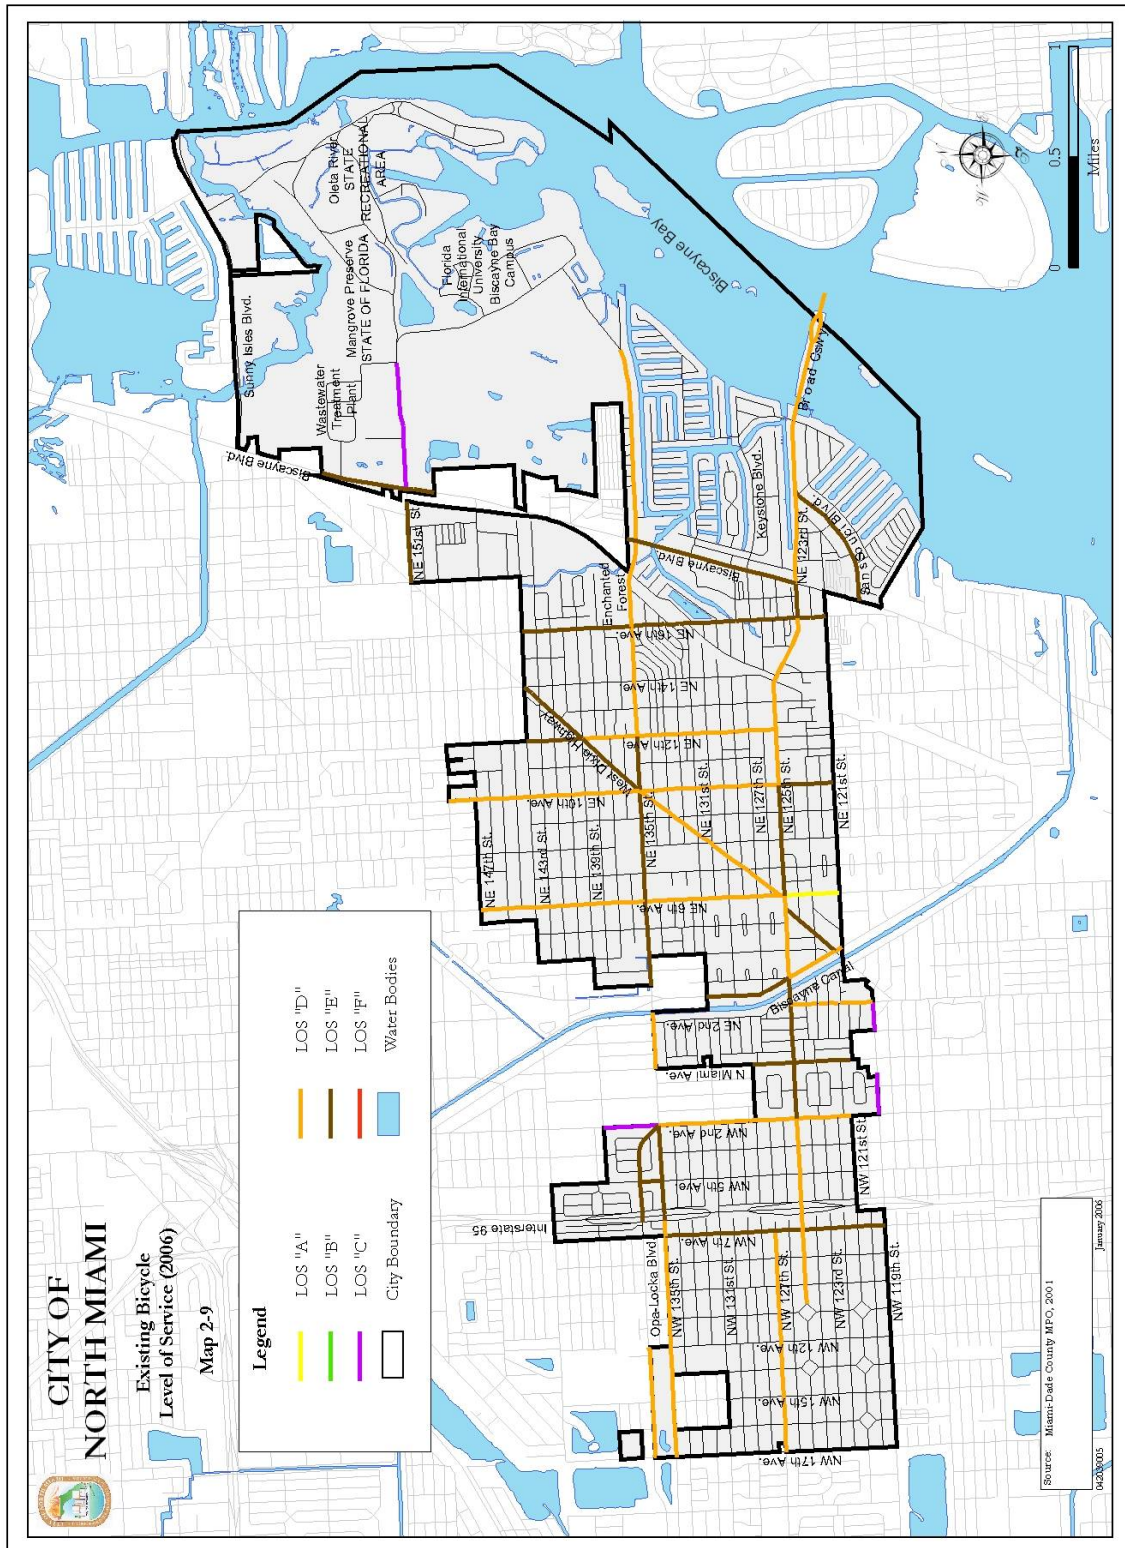 CITY OF
NORTH MIAMI
Existing Bicycle
Level of Service (2006)
Map 2-9
Legend
LOS "A"
LOS "B"
LOS "C"
City Boundary
LOS "D"
LOS "E"
LOS "F"
Water Bodies
Sunny Isles Blvd.
Biscayne Blvd.
Wastewater
Treatment
Plant
Mangrove Preserve
STATE OF FLORIDA
Oleta River
STATE
RECREATIONAL
AREA
Florida
International
University
Biscayne Bay
Campus
Biscayne Bay
NE 151st St.
Enchanted
Forest
Biscayne Blvd.
Keystone Blvd.
NE 123rd St.
Broad Cswy.
Sans Souci Blvd.
NE 16th Ave.
NE 14th Ave.
NE 12th Ave.
West Dixie Highway
NE 10th Ave.
NE 6th Ave.
NE 147th St.
NE 143rd St.
NE 139th St.
NE 135th St.
NE 131st St.
NE 127th St.
NE 125th St.
NE 121st St.
Biscayne Canal
NE 2nd Ave.
N Miami Ave.
NW 2nd Ave.
NW 5th Ave.
Interstate 95
NW 7th Ave.
NW 121st St.
Opa-Locka Blvd.
NW 135th St.
NW 131st St.
NW 127th St.
NW 123rd St.
NW 119th St.
NW 12th Ave.
NW 15th Ave.
NW 17th Ave.
0
0.5
1
Miles
Source: Miami-Dade County MPO, 2001
January 2006
042039005